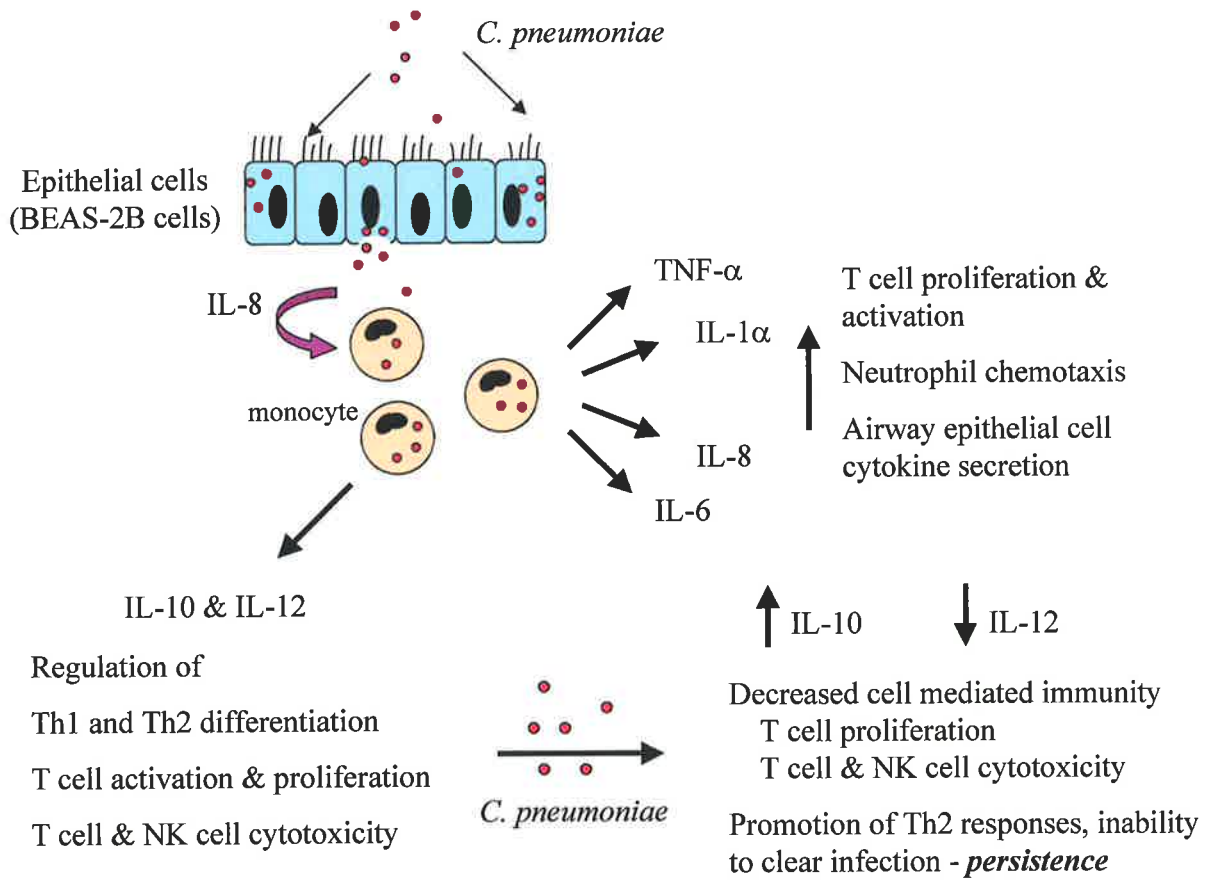 C. pneumoniae
Epithelial cells
(BEAS-2B cells)
IL-8
monocyte
TNF-α
IL-1α
IL-8
IL-6
T cell proliferation &
activation
Neutrophil chemotaxis
Airway epithelial cell
cytokine secretion
IL-10 & IL-12
Regulation of
Th1 and Th2 differentiation
T cell activation & proliferation
T cell & NK cell cytotoxicity
C. pneumoniae
IL-10
IL-12
Decreased cell mediated immunity
T cell proliferation
T cell & NK cell cytotoxicity
Promotion of Th2 responses, inability
to clear infection - persistence